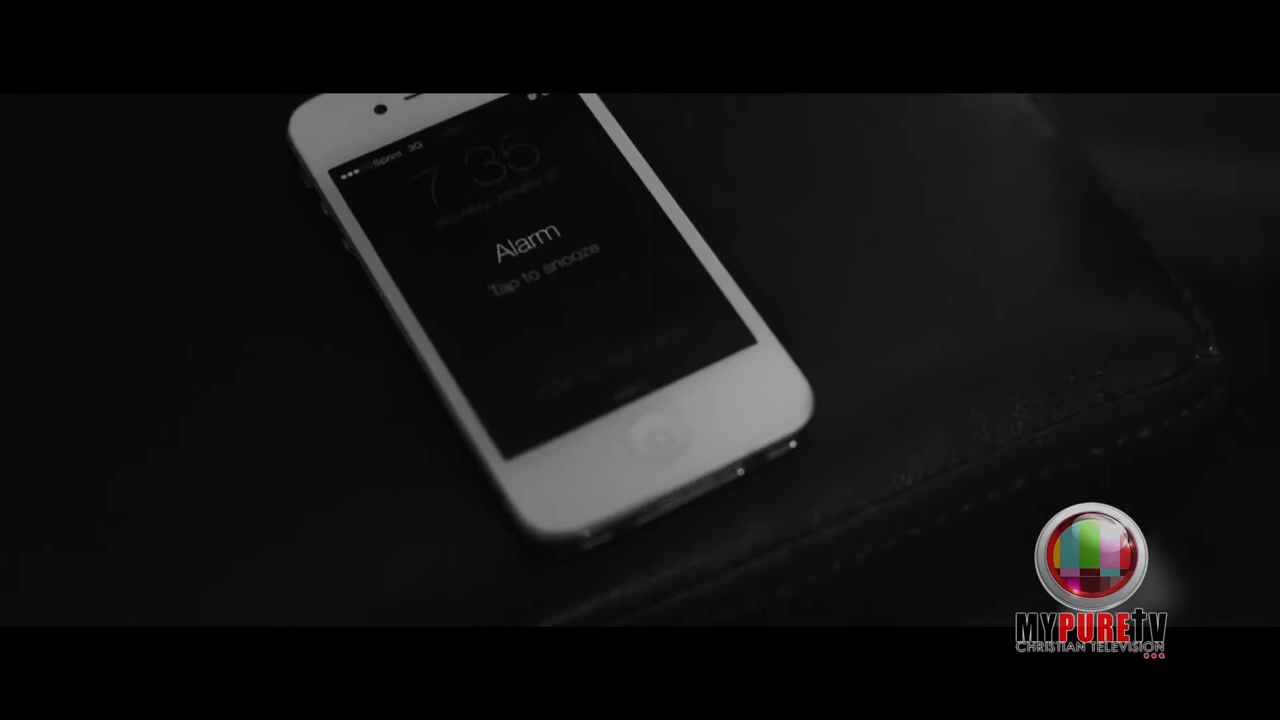 Sprint 3G
7 35
Alarm
Tap to snooze
MYPURETV
CHRISTIAN TELEVISION